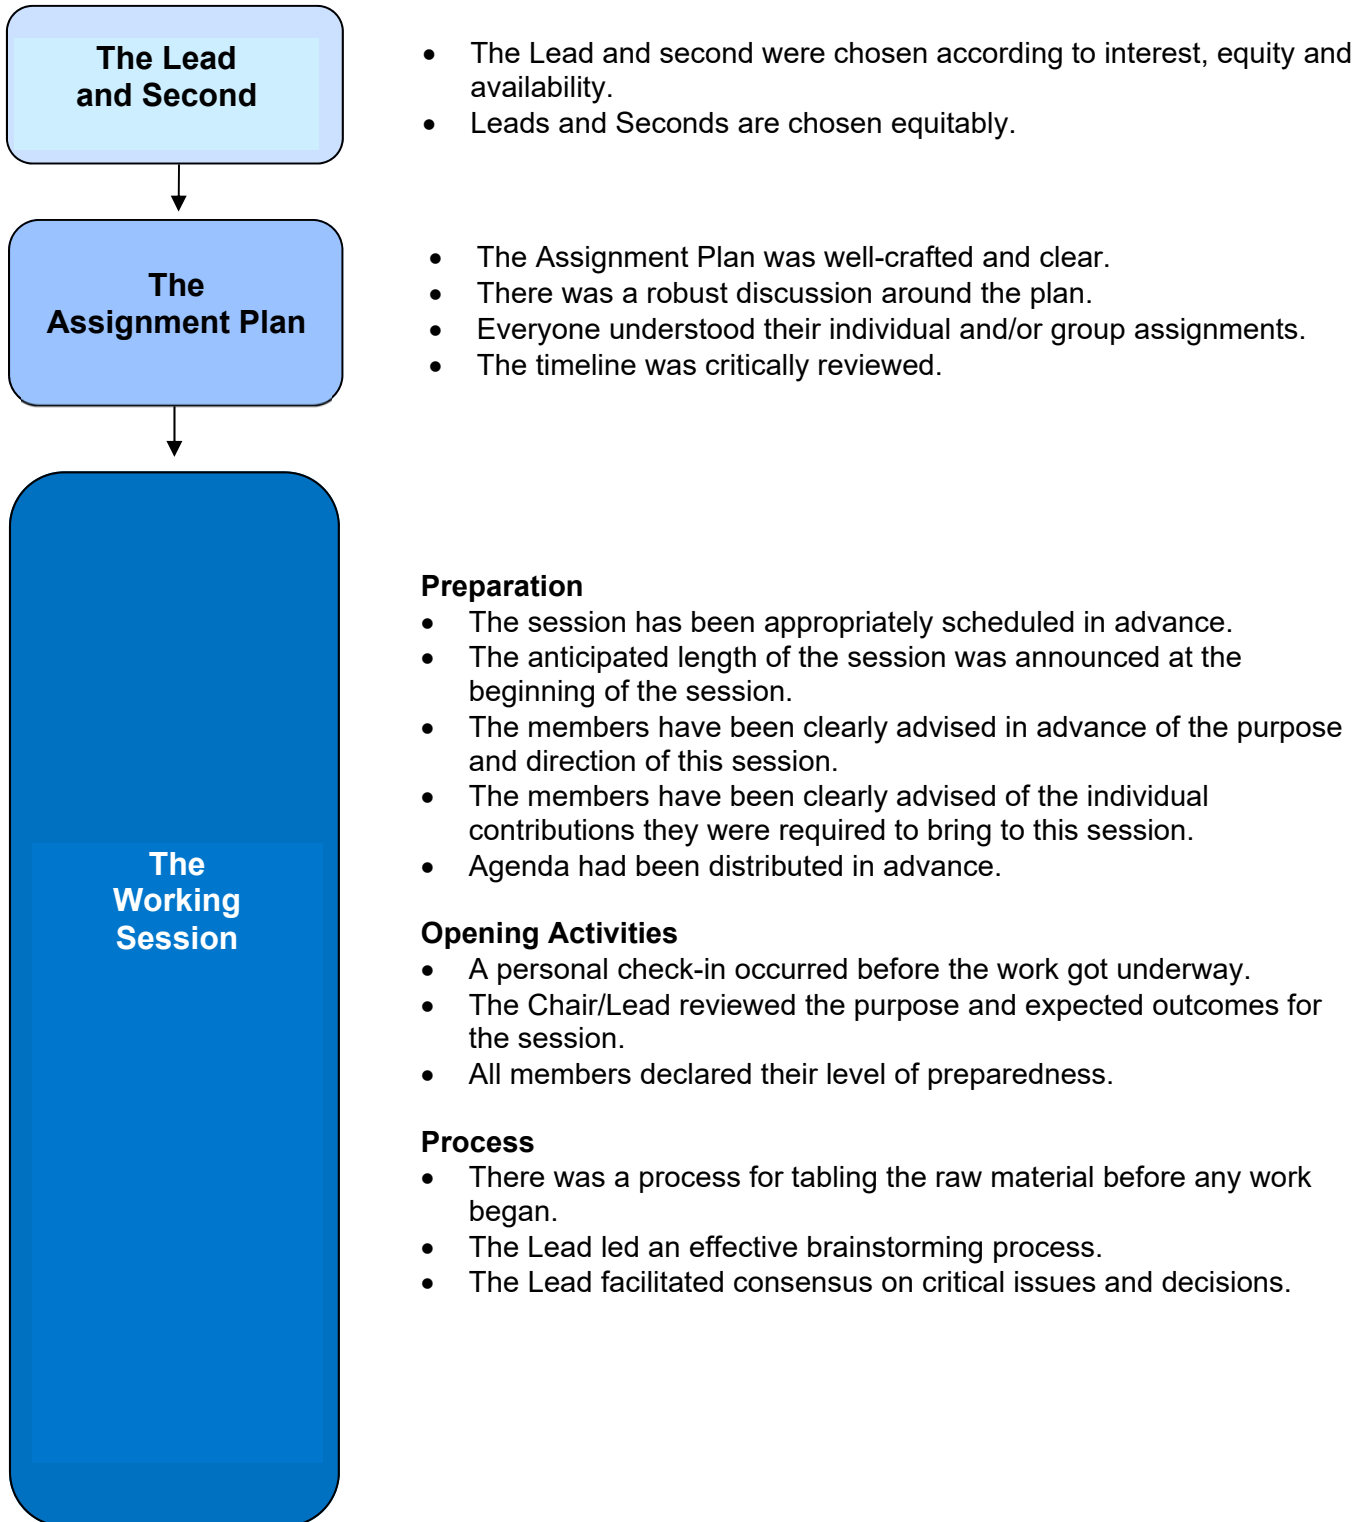 The Lead
and Second
• The Lead and second were chosen according to interest, equity and
availability.
• Leads and Seconds are chosen equitably.
The
Assignment Plan
• The Assignment Plan was well-crafted and clear.
• There was a robust discussion around the plan.
• Everyone understood their individual and/or group assignments.
• The timeline was critically reviewed.
The
Working
Session
Preparation
• The session has been appropriately scheduled in advance.
• The anticipated length of the session was announced at the
beginning of the session.
• The members have been clearly advised in advance of the purpose
and direction of this session.
• The members have been clearly advised of the individual
contributions they were required to bring to this session.
• Agenda had been distributed in advance.
Opening Activities
• A personal check-in occurred before the work got underway.
• The Chair/Lead reviewed the purpose and expected outcomes for
the session.
• All members declared their level of preparedness.
Process
• There was a process for tabling the raw material before any work
began.
• The Lead led an effective brainstorming process.
• The Lead facilitated consensus on critical issues and decisions.